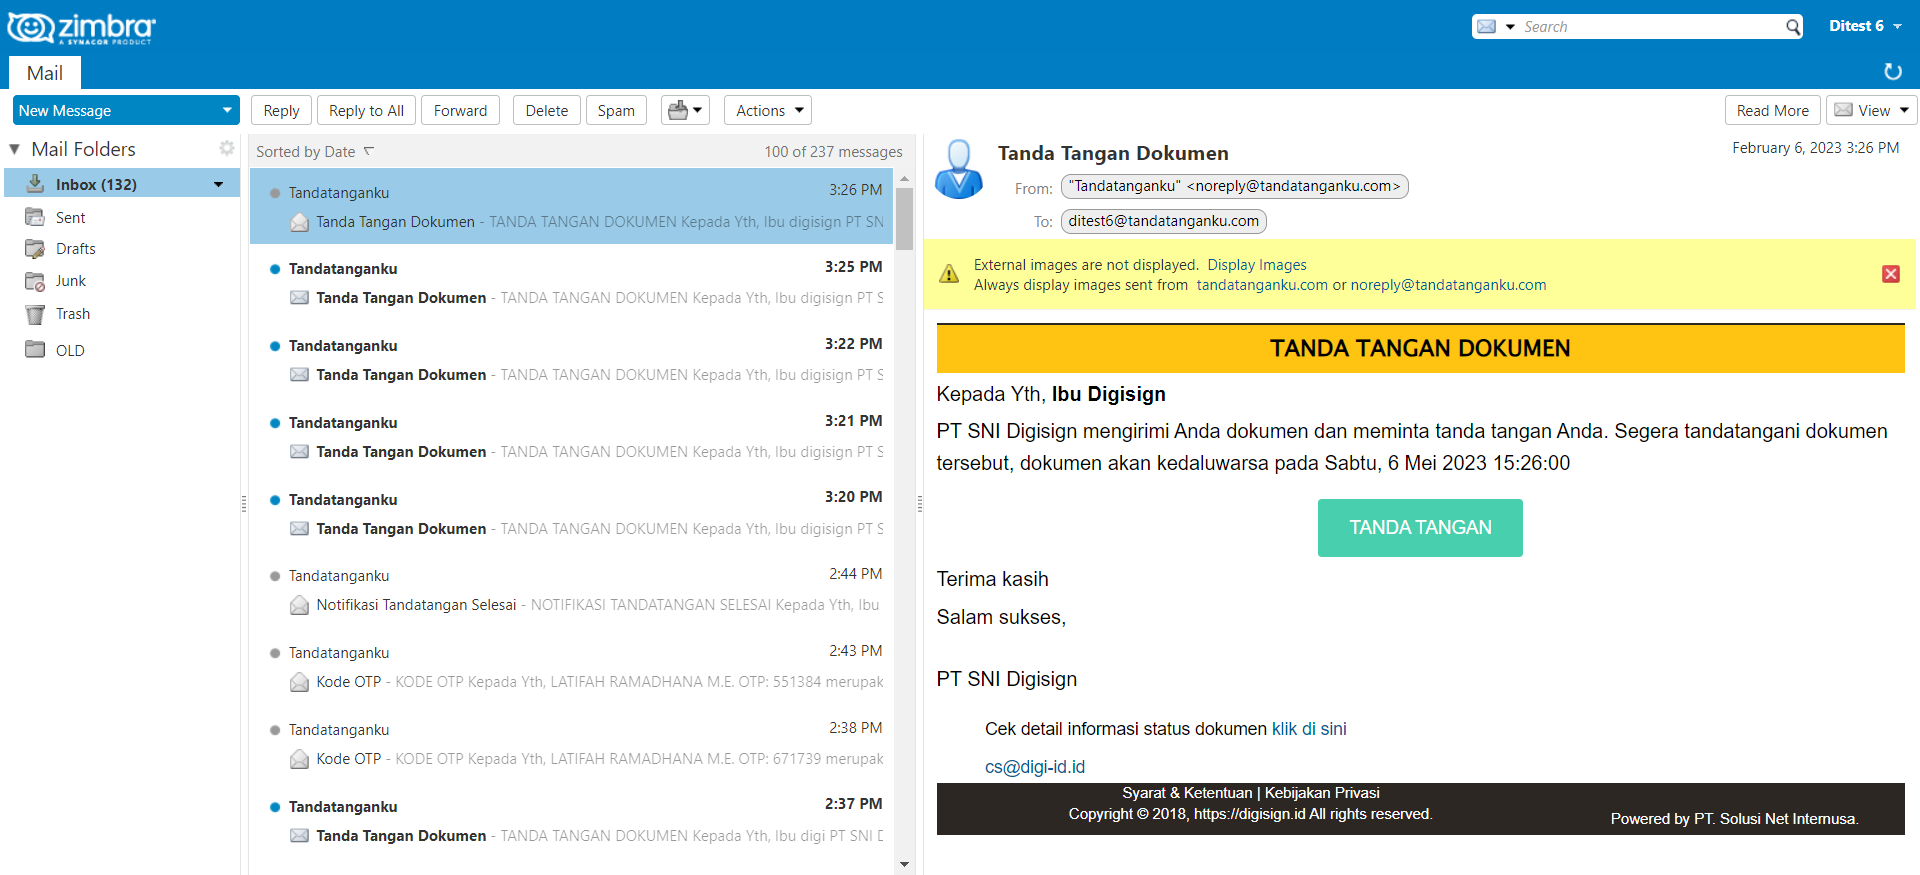 zimbra
A SYNACOR PRODUCT
Search
Ditest 6
Mail
New Message
Reply
Reply to All
Forward
Delete
Spam
Actions
Read More
View
Mail Folders
Inbox (132)
Sent
Drafts
Junk
Trash
OLD
Sorted by Date
100 of 237 messages
Tandatanganku 3:26 PM
Tanda Tangan Dokumen - TANDA TANGAN DOKUMEN Kepada Yth, Ibu digisign PT SN
Tandatanganku 3:25 PM
Tanda Tangan Dokumen - TANDA TANGAN DOKUMEN Kepada Yth, Ibu digisign PT S
Tandatanganku 3:22 PM
Tanda Tangan Dokumen - TANDA TANGAN DOKUMEN Kepada Yth, Ibu digisign PT S
Tandatanganku 3:21 PM
Tanda Tangan Dokumen - TANDA TANGAN DOKUMEN Kepada Yth, Ibu digisign PT S
Tandatanganku 3:20 PM
Tanda Tangan Dokumen - TANDA TANGAN DOKUMEN Kepada Yth, Ibu digisign PT S
Tandatanganku 2:44 PM
Notifikasi Tandatangan Selesai - NOTIFIKASI TANDATANGAN SELESAI Kepada Yth, Ibu
Tandatanganku 2:43 PM
Kode OTP - KODE OTP Kepada Yth, LATIFAH RAMADHANA M.E. OTP: 551384 merupak
Tandatanganku 2:38 PM
Kode OTP - KODE OTP Kepada Yth, LATIFAH RAMADHANA M.E. OTP: 671739 merupak
Tandatanganku 2:37 PM
Tanda Tangan Dokumen - TANDA TANGAN DOKUMEN Kepada Yth, Ibu digi PT SNI D
Tanda Tangan Dokumen
February 6, 2023 3:26 PM
From: "Tandatanganku" <noreply@tandatanganku.com>
To: ditest6@tandatanganku.com
External images are not displayed. Display Images
Always display images sent from tandatanganku.com or noreply@tandatanganku.com
TANDA TANGAN DOKUMEN
Kepada Yth, Ibu Digisign
PT SNI Digisign mengirimi Anda dokumen dan meminta tanda tangan Anda. Segera tandatangani dokumen
tersebut, dokumen akan kedaluwarsa pada Sabtu, 6 Mei 2023 15:26:00
TANDA TANGAN
Terima kasih
Salam sukses,
PT SNI Digisign
Cek detail informasi status dokumen klik di sini
cs@digi-id.id
Syarat & Ketentuan | Kebijakan Privasi
Copyright © 2018, https://digisign.id All rights reserved.
Powered by PT. Solusi Net Internusa.